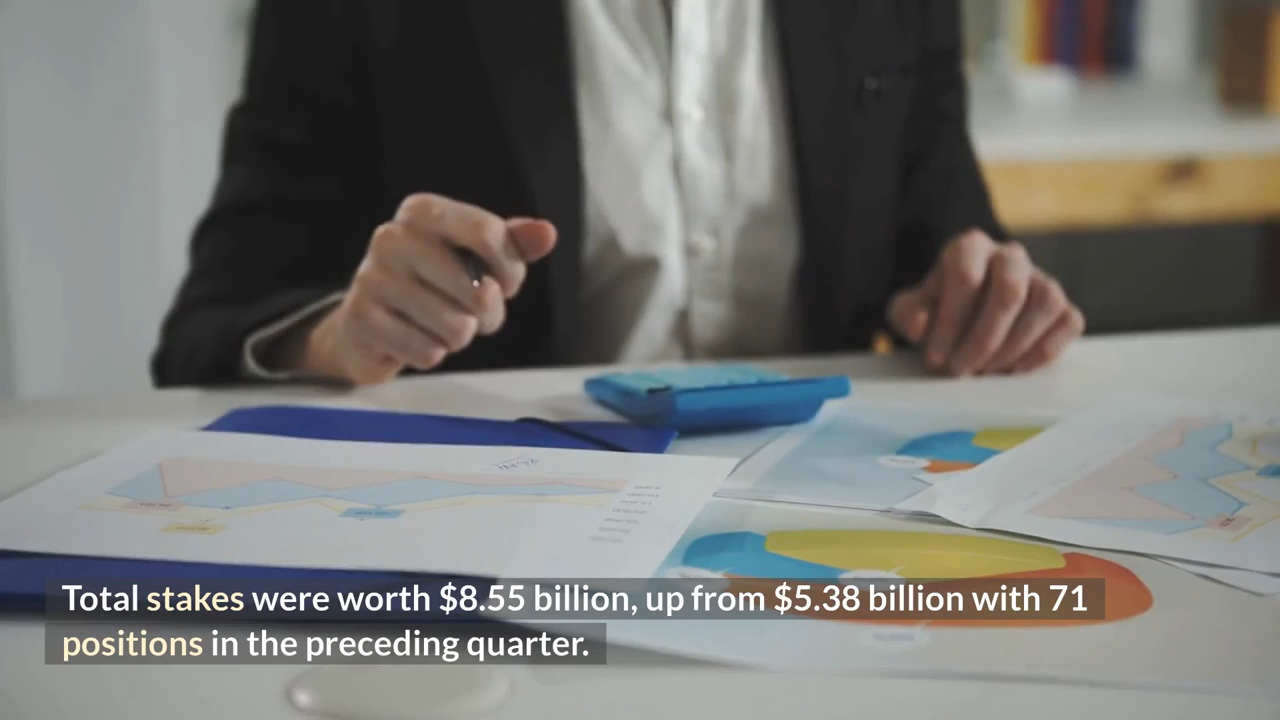 Total stakes were worth $8.55 billion, up from $5.38 billion with 71
positions in the preceding quarter.